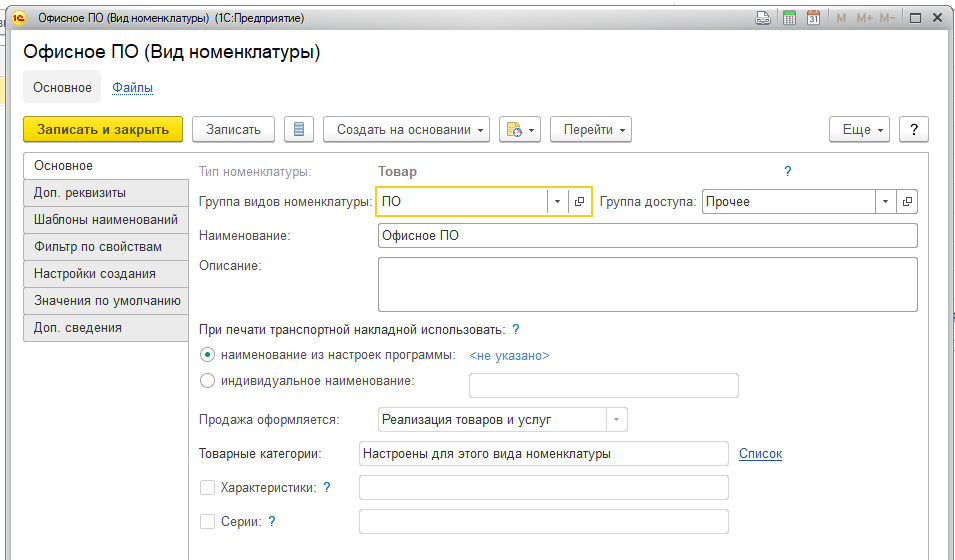 Офисное ПО (Вид номенклатуры) (1С:Предприятие)
31 M M+ M-
Офисное ПО (Вид номенклатуры)
Основное Файлы
Записать и закрыть Записать Создать на основании Перейти Еще ?
Основное
Доп. реквизиты
Шаблоны наименований
Фильтр по свойствам
Настройки создания
Значения по умолчанию
Доп. сведения
Тип номенклатуры: Товар ?
Группа видов номенклатуры: ПО Группа доступа: Прочее
Наименование: Офисное ПО
Описание:
При печати транспортной накладной использовать: ?
наименование из настроек программы: <не указано>
индивидуальное наименование:
Продажа оформляется: Реализация товаров и услуг
Товарные категории: Настроены для этого вида номенклатуры Список
Характеристики: ?
Серии: ?